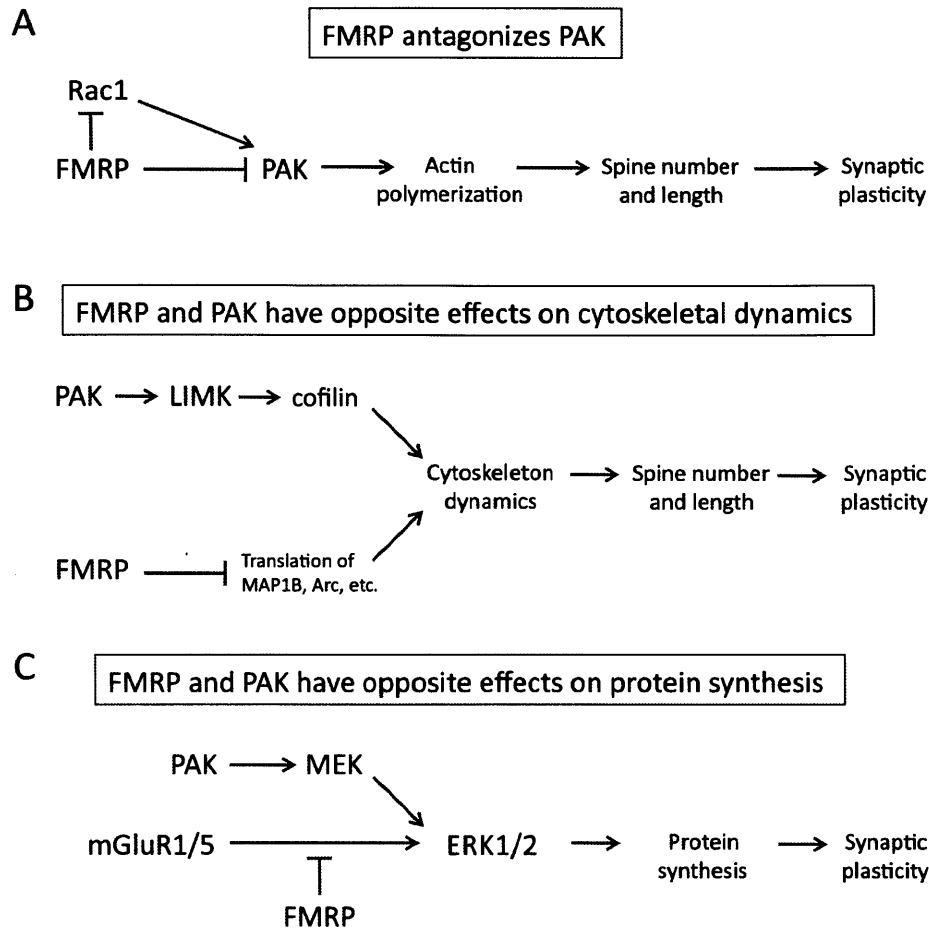 A
FMRP antagonizes PAK
Rac1
FMRP
PAK
Actin
polymerization
Spine number
and length
Synaptic
plasticity
B
FMRP and PAK have opposite effects on cytoskeletal dynamics
PAK
LIMK
cofilin
Cytoskeleton
dynamics
Spine number
and length
Synaptic
plasticity
FMRP
Translation of
MAP1B, Arc, etc.
C
FMRP and PAK have opposite effects on protein synthesis
PAK
MEK
mGluR1/5
ERK1/2
Protein
synthesis
Synaptic
plasticity
FMRP